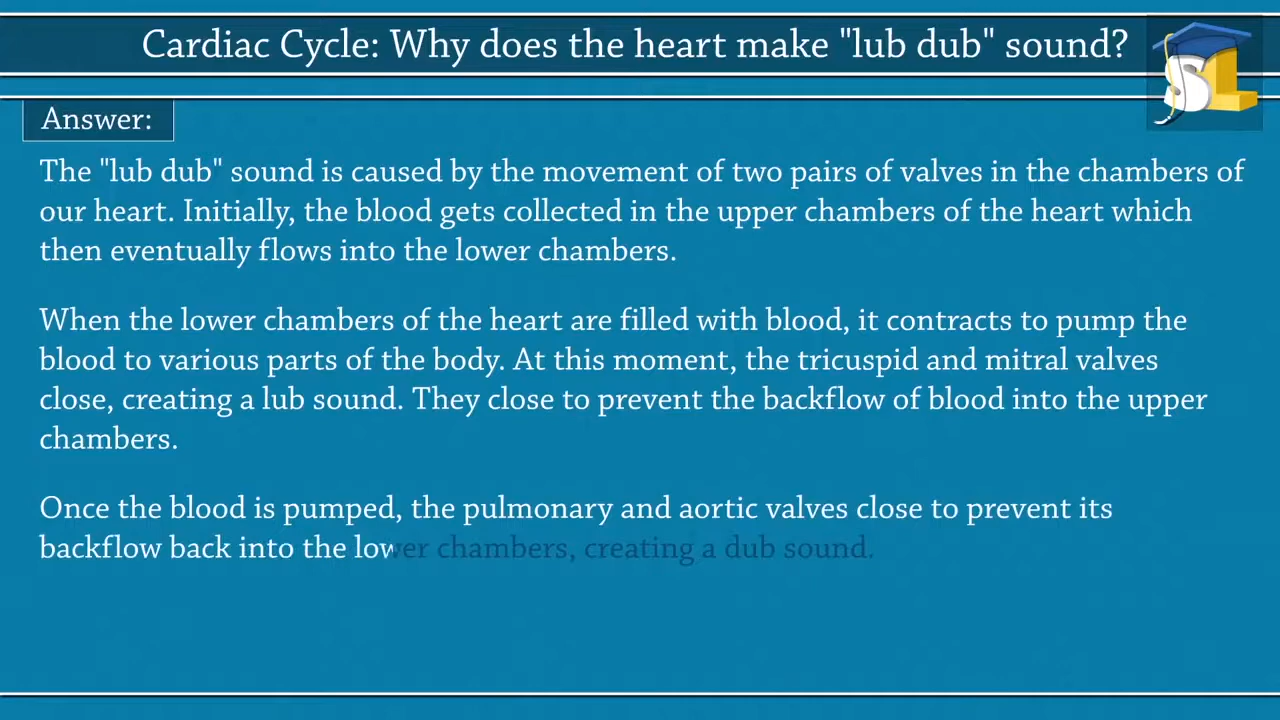 Cardiac Cycle: Why does the heart make "lub dub" sound?
SL
Answer:
The "lub dub" sound is caused by the movement of two pairs of valves in the chambers of
our heart. Initially, the blood gets collected in the upper chambers of the heart which
then eventually flows into the lower chambers.
When the lower chambers of the heart are filled with blood, it contracts to pump the
blood to various parts of the body. At this moment, the tricuspid and mitral valves
close, creating a lub sound. They close to prevent the backflow of blood into the upper
chambers.
Once the blood is pumped, the pulmonary and aortic valves close to prevent its
backflow back into the lower chambers, creating a dub sound.